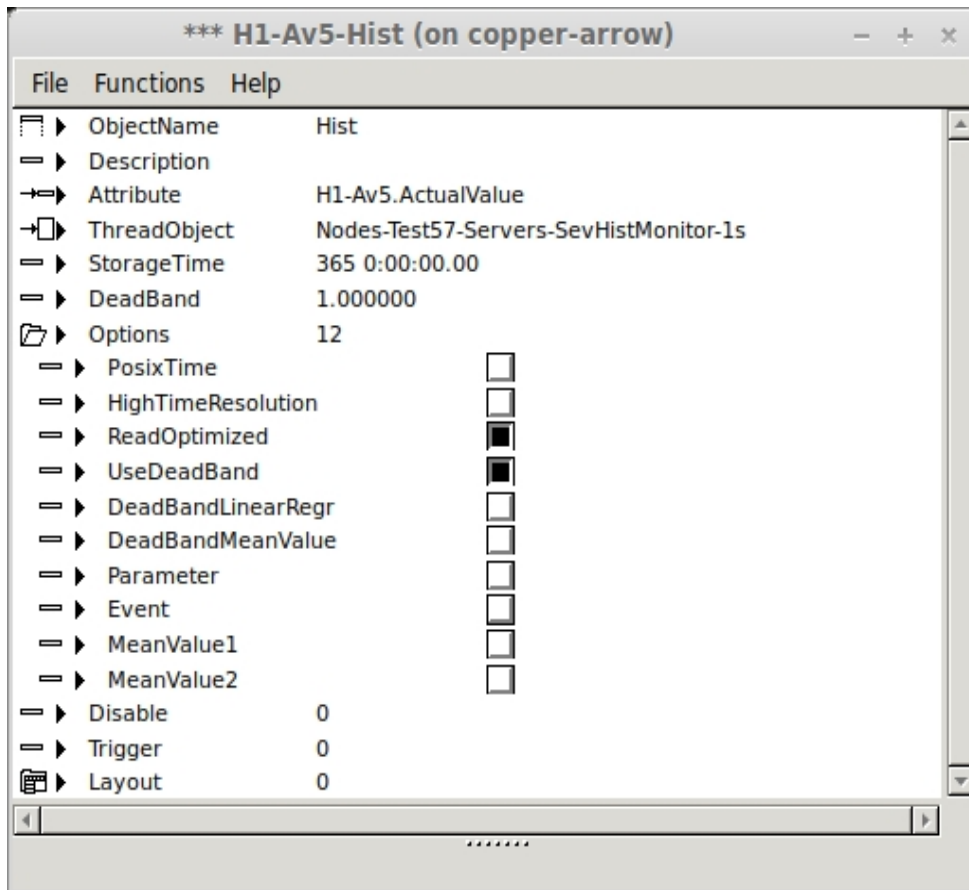 *** H1-Av5-Hist (on copper-arrow)
File Functions Help
ObjectName Hist
Description
Attribute H1-Av5.ActualValue
ThreadObject Nodes-Test57-Servers-SevHistMonitor-1s
StorageTime 365 0:00:00.00
DeadBand 1.000000
Options 12
PosixTime
HighTimeResolution
ReadOptimized
UseDeadBand
DeadBandLinearRegr
DeadBandMeanValue
Parameter
Event
MeanValue1
MeanValue2
Disable 0
Trigger 0
Layout 0